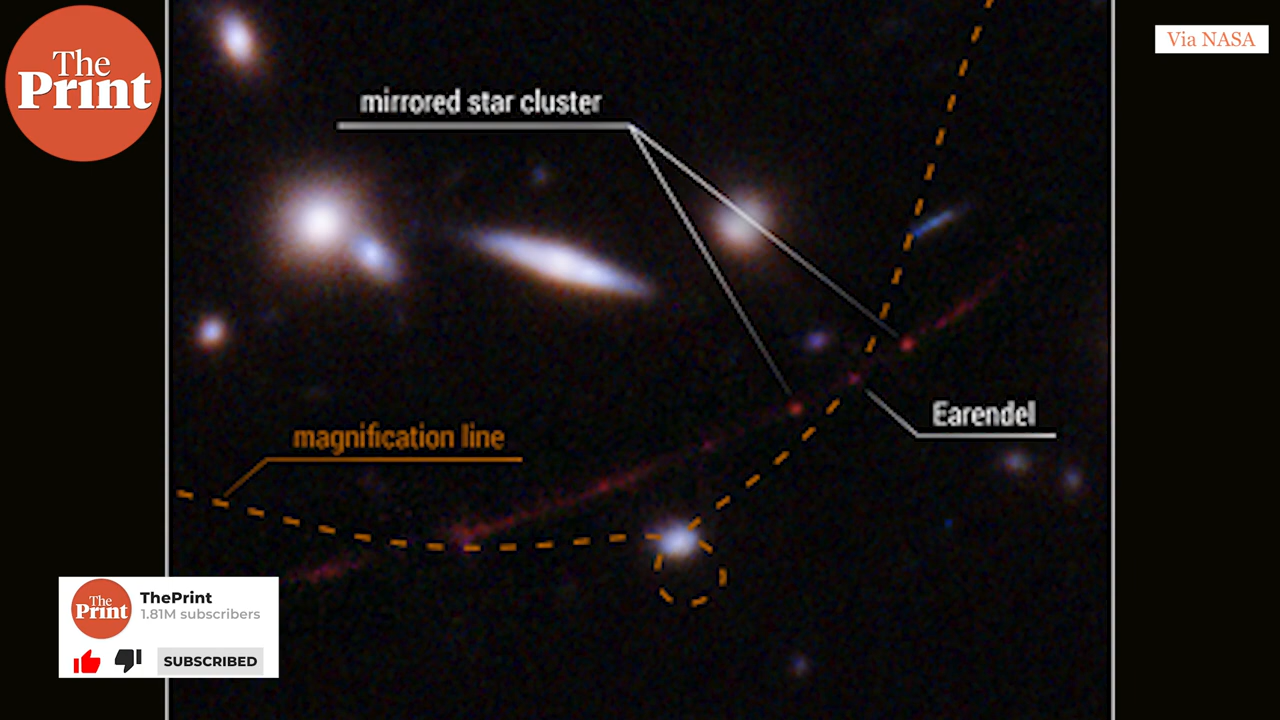 The
Print
Via NASA
mirrored star cluster
Earendel
magnification line
The
Print
ThePrint
1.81M subscribers
SUBSCRIBED